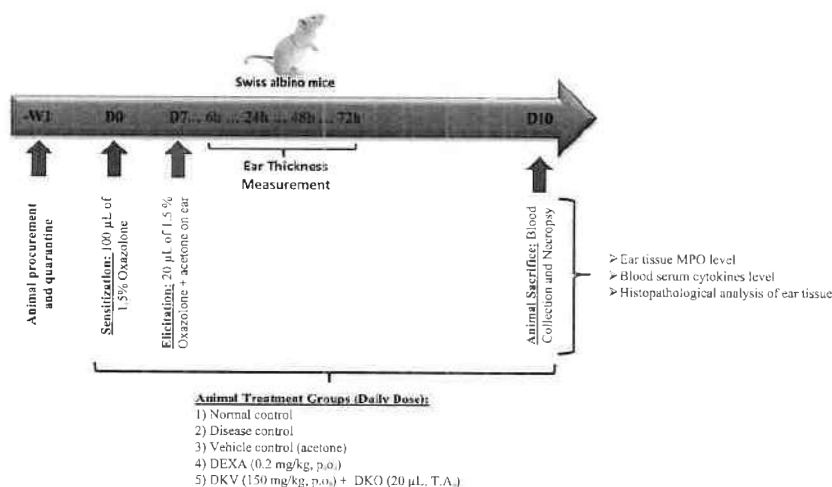 Swiss albino mice
-W1 D0 D7... 6h ... 24h ... 48h ... 72h D10
Ear Thickness
Measurement
Animal procurement
and quarantine
Sensitization: 100 µL of
1.5% Oxazolone
Elicitation: 20 µL of 1.5 %
Oxazolone + acetone on ear
Animal Sacrifice: Blood
Collection and Necropsy
➢ Ear tissue MPO level
➢ Blood serum cytokines level
➢ Histopathological analysis of ear tissue
Animal Treatment Groups (Daily Dose):
1) Normal control
2) Disease control
3) Vehicle control (acetone)
4) DEXA (0.2 mg/kg, p.o.)
5) DKV (150 mg/kg, p.o.) + DKO (20 µL, T.A.)